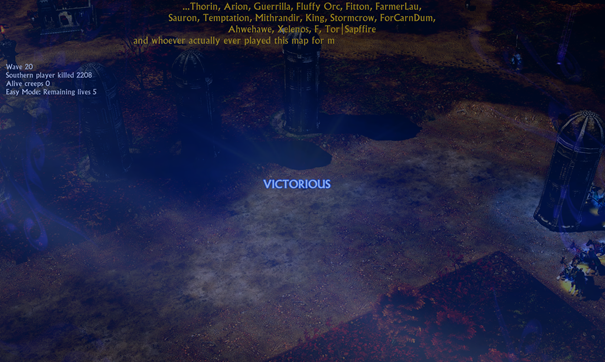 ...Thorin, Arion, Guerrilla, Fluffy Orc, Fitton, FarmerLau,
Sauron, Temptation, Mithrandir, King, Stormcrow, ForCarnDum,
Ahwehawe, Xelenos, F, Tor|Sapffire
and whoever actually ever played this map for m
Wave 20
Southern player killed 2208
Alive creeps 0
Easy Mode: Remaining lives 5
VICTORIOUS